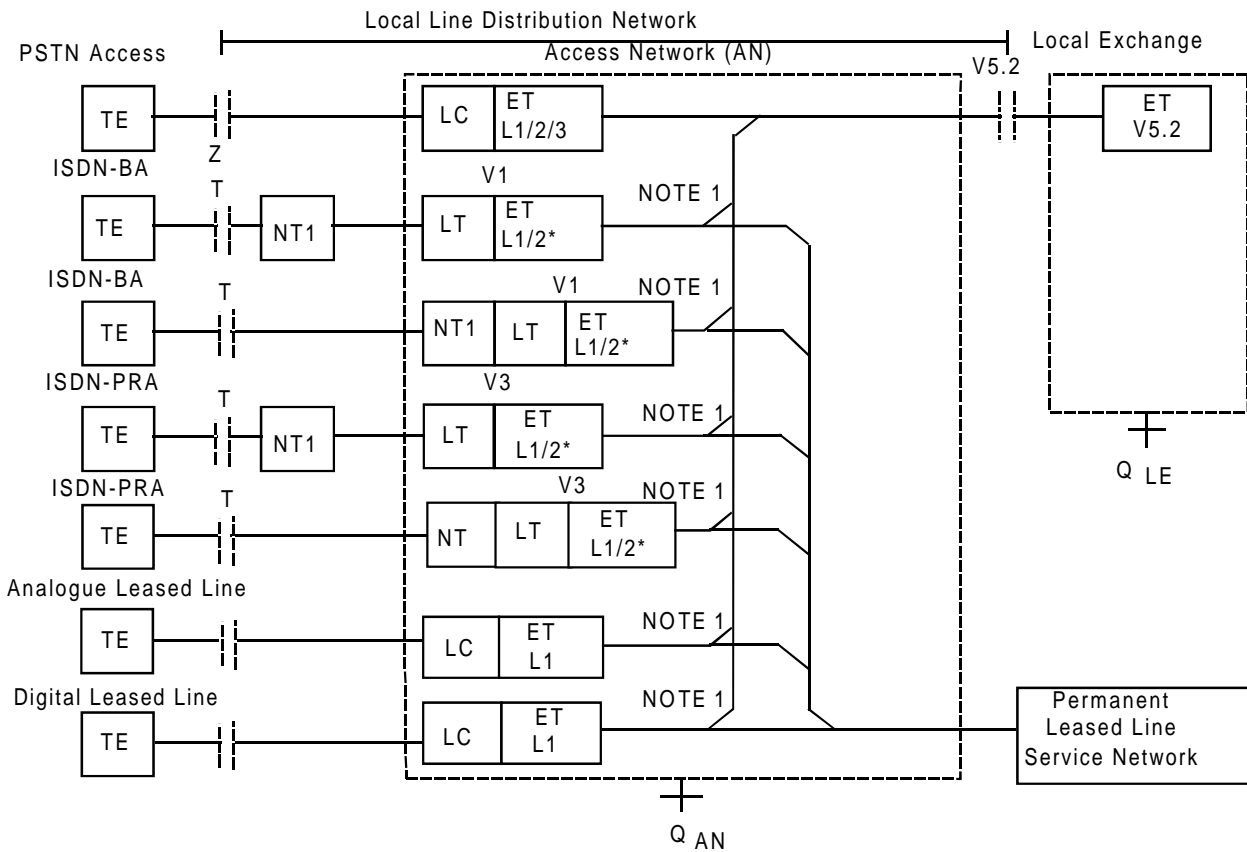 Local Line Distribution Network
PSTN Access
Access Network (AN)
Local Exchange
V5.2
TE
LC
ET
L1/2/3
ET
V5.2
Z
ISDN-BA
T
V1
NOTE 1
TE
NT1
LT
ET
L1/2*
ISDN-BA
T
V1
NOTE 1
TE
NT1
LT
ET
L1/2*
ISDN-PRA
T
V3
NOTE 1
TE
NT1
LT
ET
L1/2*
Q LE
ISDN-PRA
T
V3
NOTE 1
TE
NT
LT
ET
L1/2*
Analogue Leased Line
NOTE 1
TE
LC
ET
L1
Digital Leased Line
NOTE 1
TE
LC
ET
L1
Permanent
Leased Line
Service Network
Q AN